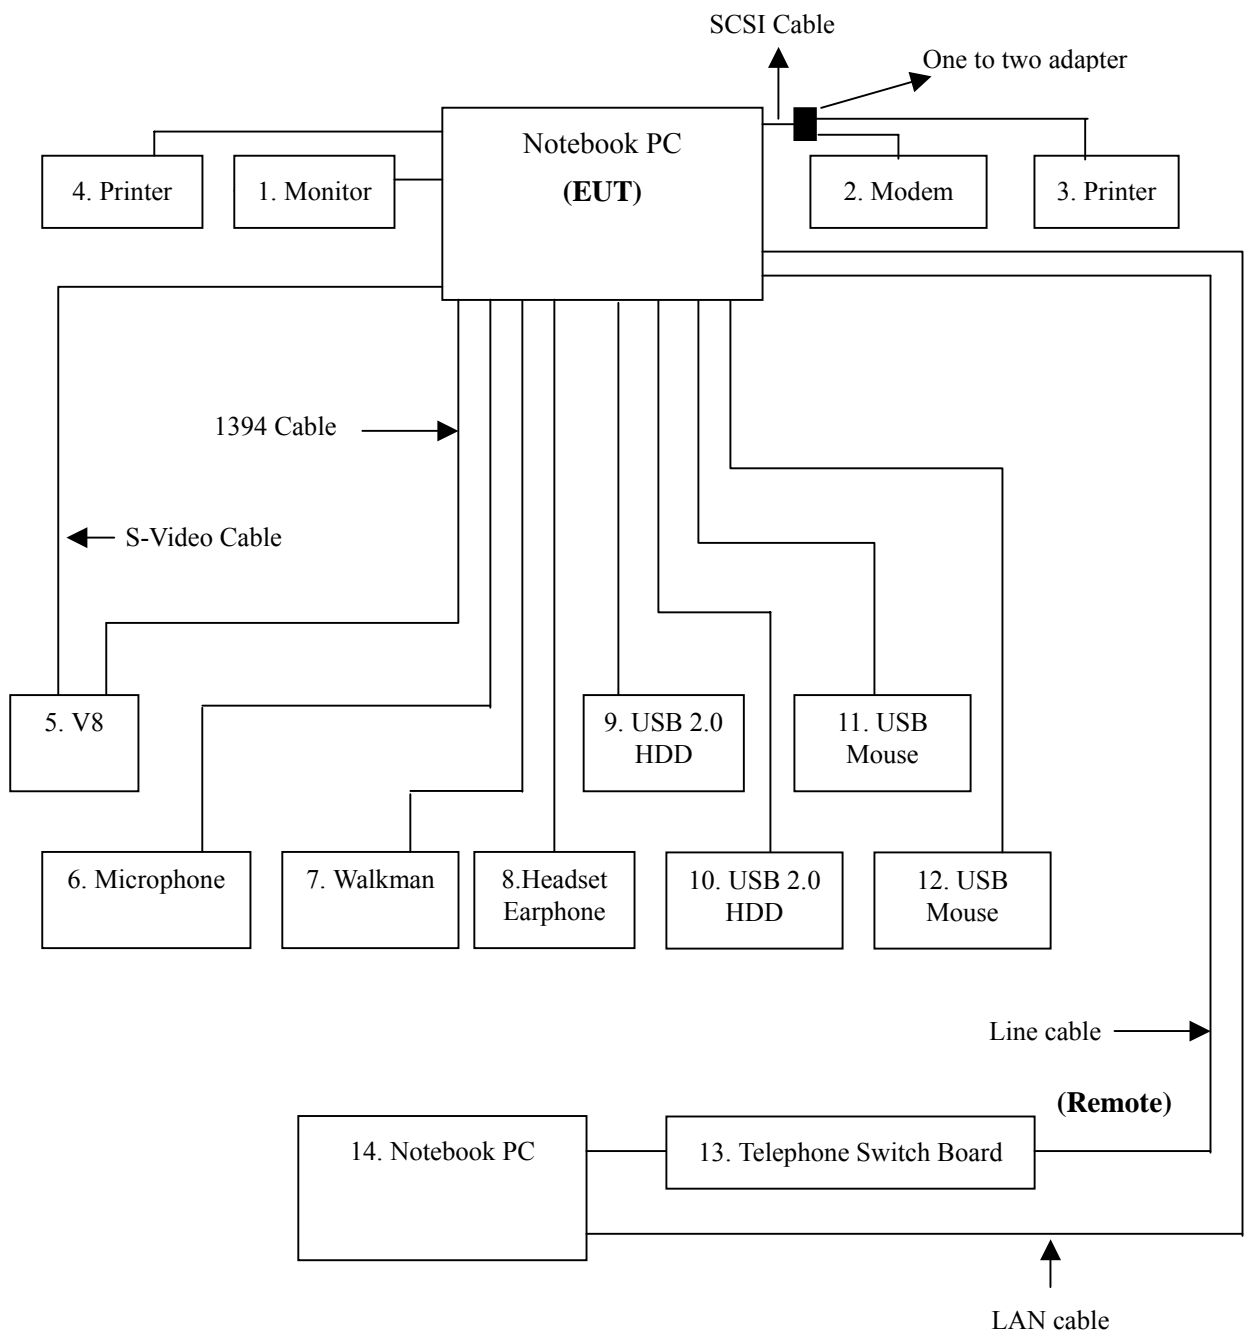 SCSI Cable
One to two adapter
Notebook PC
(EUT)
4. Printer
1. Monitor
2. Modem
3. Printer
1394 Cable
S-Video Cable
5. V8
9. USB 2.0
HDD
11. USB
Mouse
6. Microphone
7. Walkman
8.Headset
Earphone
10. USB 2.0
HDD
12. USB
Mouse
Line cable
(Remote)
14. Notebook PC
13. Telephone Switch Board
LAN cable